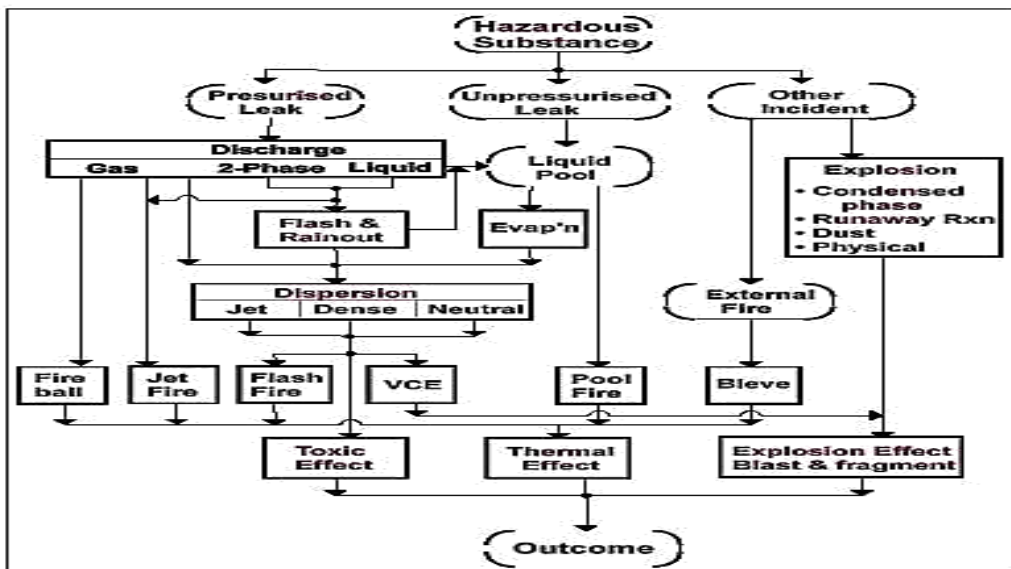 Hazardous
Substance
Presurised
Leak
Unpressurised
Leak
Other
Incident
Discharge
Gas 2-Phase Liquid
Liquid
Pool
Explosion
• Condensed
phase
• Runaway Rxn
• Dust
• Physical
Flash &
Rainout
Evap'n
Dispersion
Jet Dense Neutral
External
Fire
Fire
ball
Jet
Fire
Flash
Fire
VCE
Pool
Fire
Bleve
Toxic
Effect
Thermal
Effect
Explosion Effect
Blast & fragment
Outcome